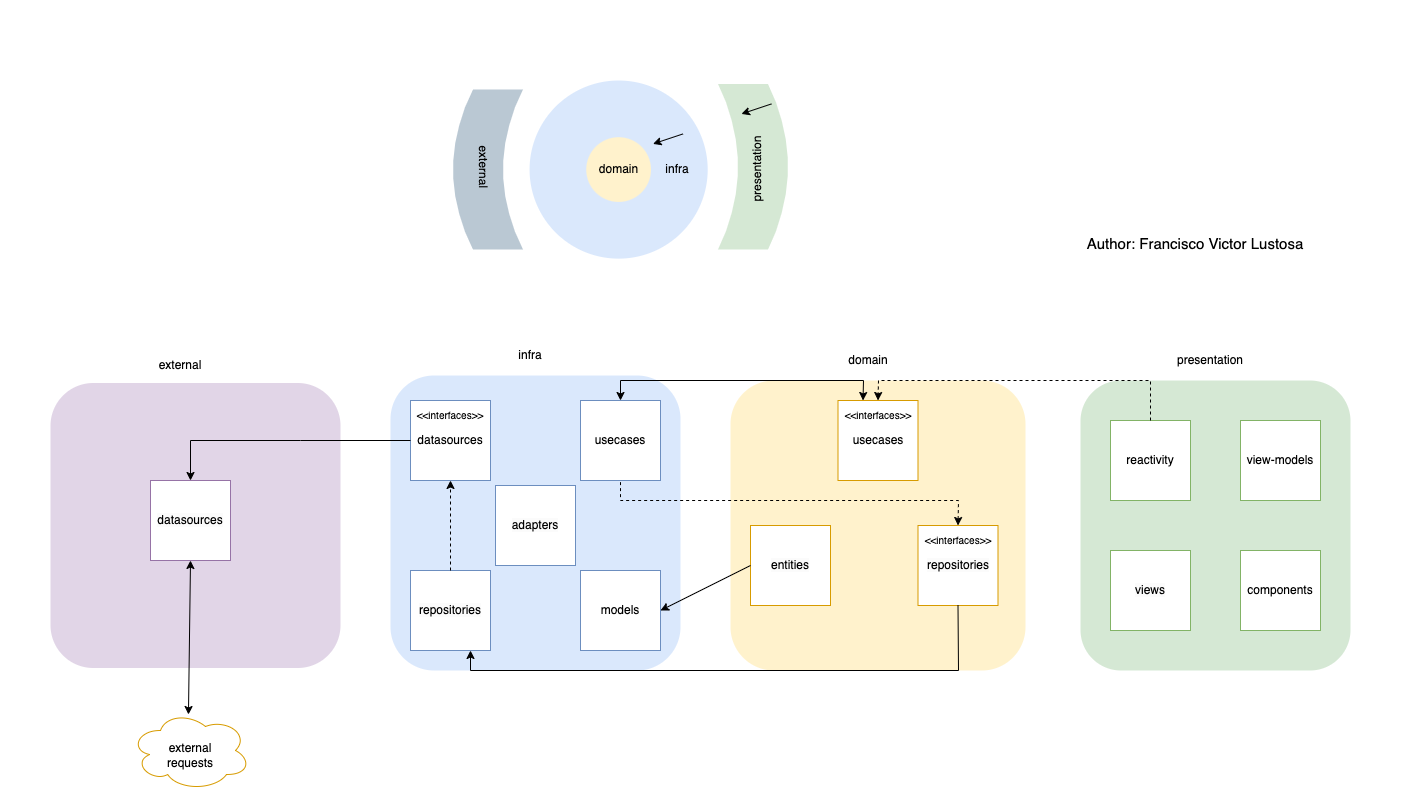 external
domain
infra
presentation
Author: Francisco Victor Lustosa
external
infra
domain
presentation
<<interfaces>>
datasources
usecases
<<interfaces>>
usecases
reactivity
view-models
datasources
adapters
entities
<<interfaces>>
repositories
repositories
models
views
components
external
requests